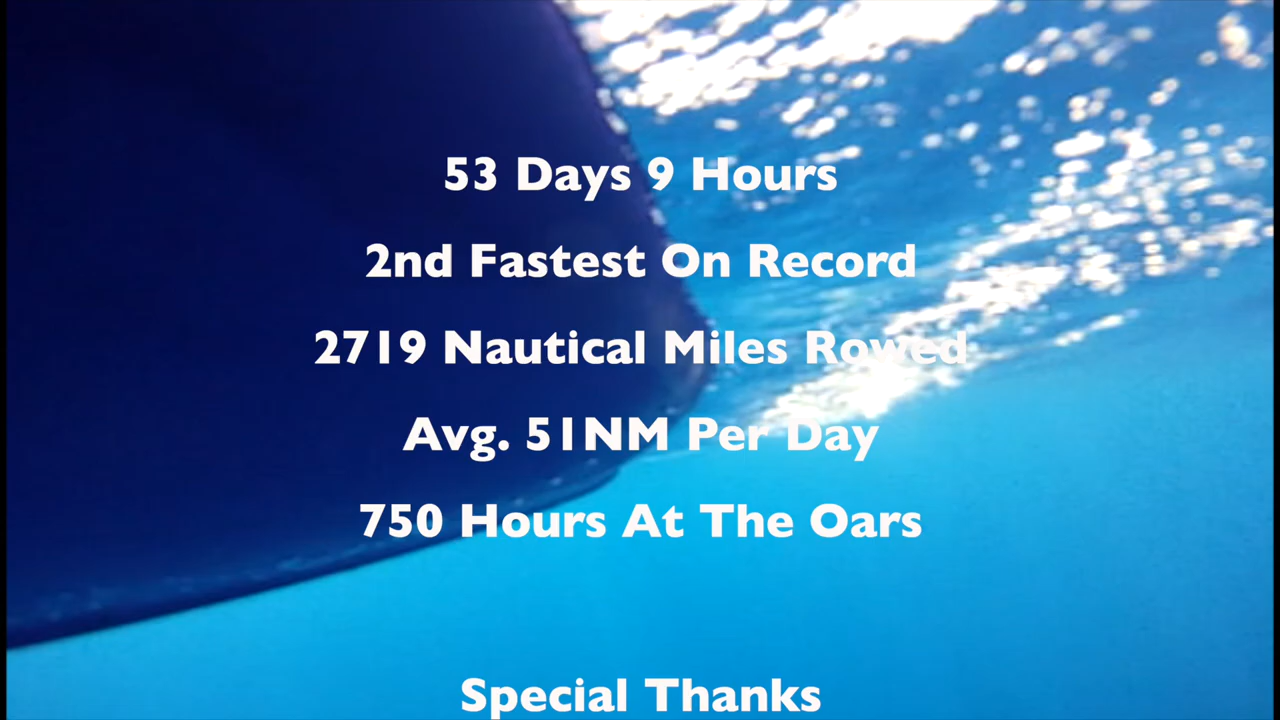 53 Days 9 Hours
2nd Fastest On Record
2719 Nautical Miles Rowed
Avg. 51NM Per Day
750 Hours At The Oars
Special Thanks